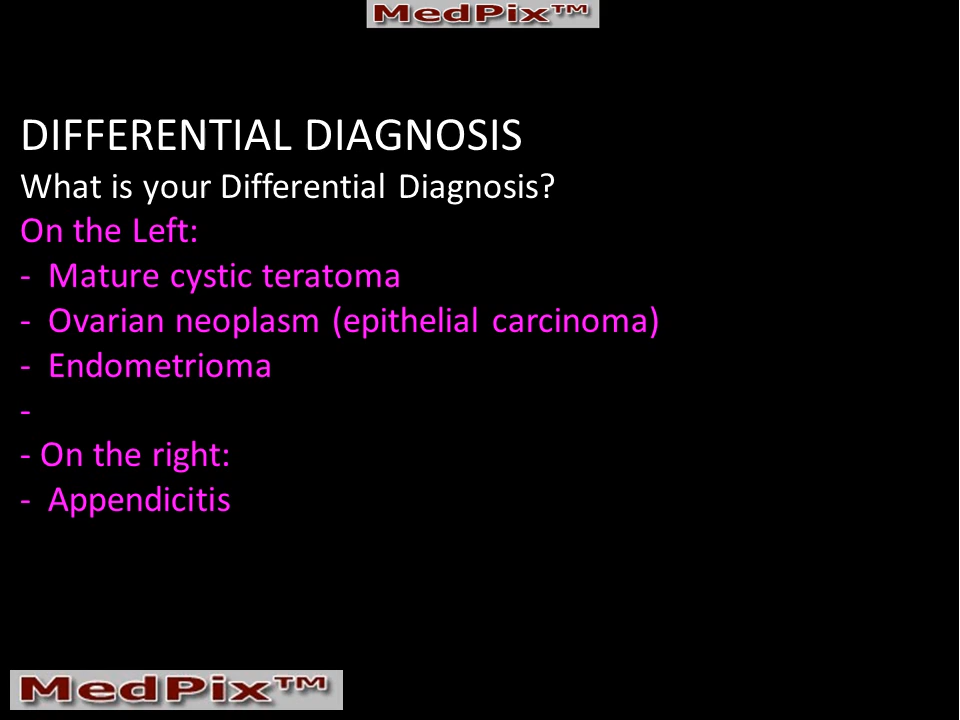 MedPix™
DIFFERENTIAL DIAGNOSIS
What is your Differential Diagnosis?
On the Left:
- Mature cystic teratoma
- Ovarian neoplasm (epithelial carcinoma)
- Endometrioma
-
- On the right:
- Appendicitis
MedPix™